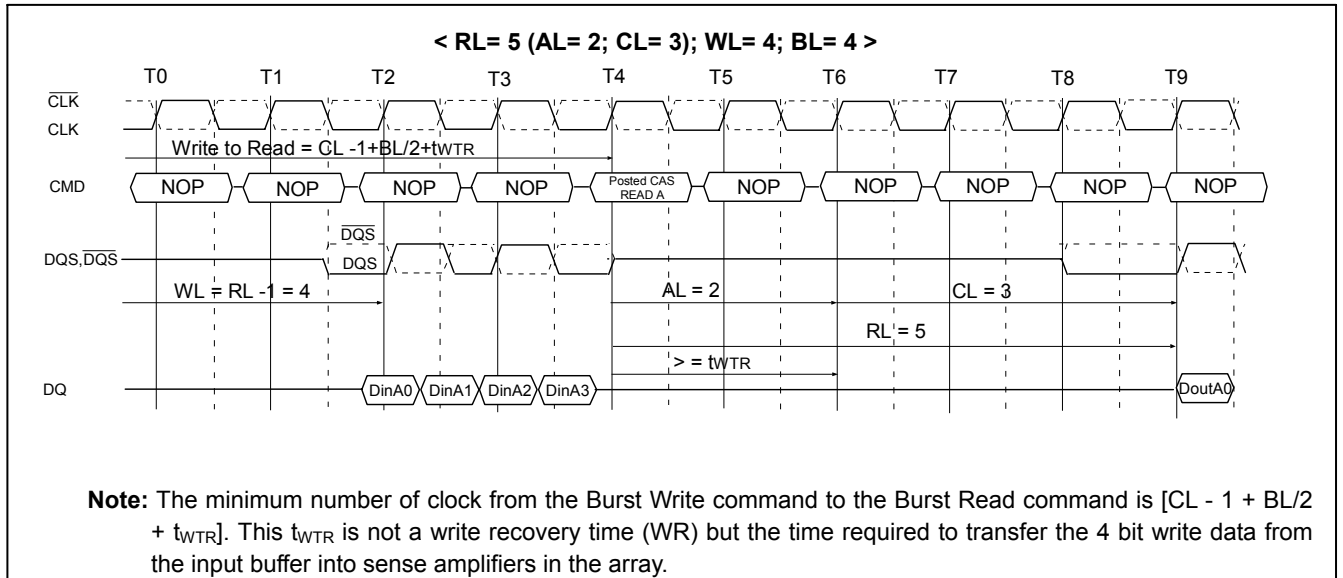 < RL= 5 (AL= 2; CL= 3); WL= 4; BL= 4 >
T0 T1 T2 T3 T4 T5 T6 T7 T8 T9
CLK
CLK
Write to Read = CL -1+BL/2+tWTR
CMD NOP NOP NOP NOP Posted CAS READ A NOP NOP NOP NOP NOP
DQS
DQS,DQS DQS
WL = RL -1 = 4 AL = 2 CL = 3
RL = 5
> = tWTR
DQ DinA0 DinA1 DinA2 DinA3 DoutA0
Note: The minimum number of clock from the Burst Write command to the Burst Read command is [CL - 1 + BL/2
+ tWTR]. This tWTR is not a write recovery time (WR) but the time required to transfer the 4 bit write data from
the input buffer into sense amplifiers in the array.